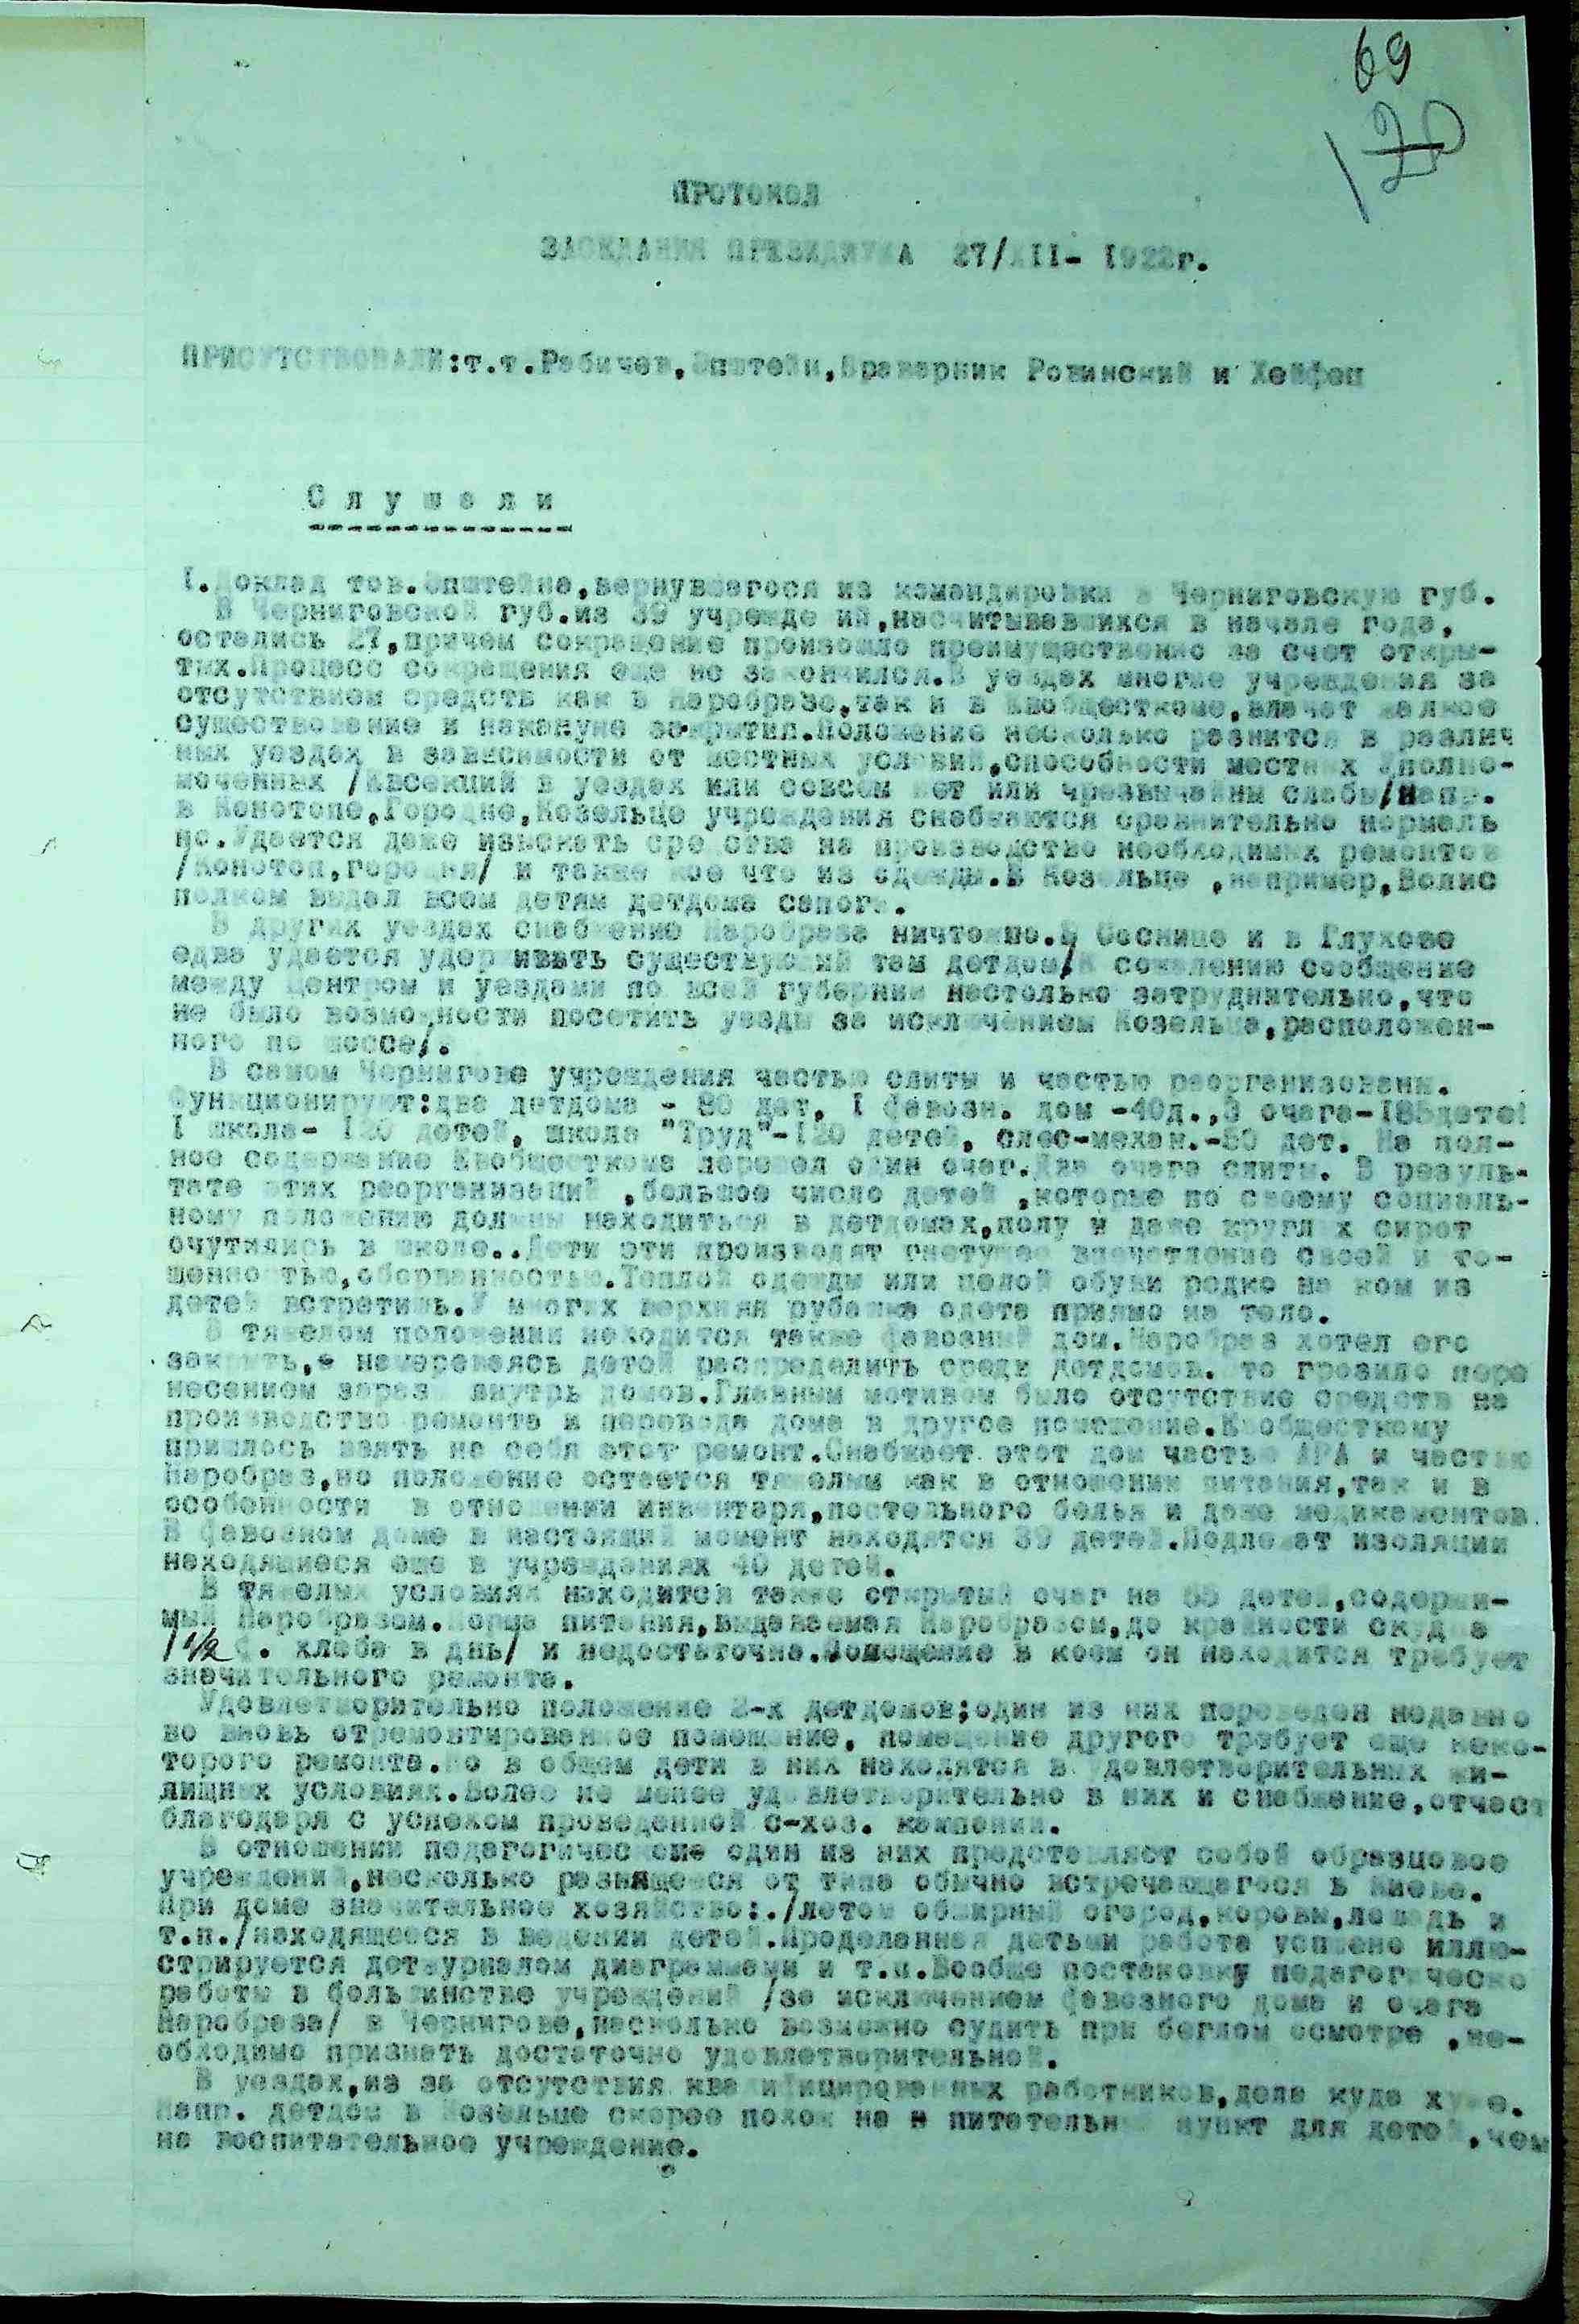 69
120
ПРОТОКОЛ
ЗАСЕДАНИЯ ПРЕЗИДИУМА 27/XII- 1922г.
ПРИСУТСТВОВАЛИ:т.т.Рабичев,Эпштейн,Браварник Ровинский и Хейфец
С л у ш а л и
I.Доклад тов.Эпштейна,вернувшегося из командировки в Черниговскую губ.
В Черниговской губ.из 39 учрежде ий,насчитывавшихся в начале года,
остались 27,причем сокращение произошло преимущественно за счет откры-
тых.Процесс сокращения еще не закончился.В уездах многие учреждения за
отсутствием средств как в Наробразе,так и в Евобщесткоме,влачат жалкое
существование и накануне закрытия.Положение несколько разнится в различ
ных уездах в зависимости от местных условий,способности местных Уполно-
моченных /Евсекций в уездах или совсем нет или чрезвычайны слабы/Напр.
в Конотопе,Городне,Козельце учреждения снабжаются сравнительно нормаль
но.Удается даже изыскать средства на производство необходимых ремонтов
/Конотоп,Городня/ и также кое что из одежды.В Козельце ,например,Волис
полком выдал всем детям детдома сапоги.
В других уездах снабжение Наробраза ничтожно.В Соснице и в Глухове
едва удается удерживать существующий там детдом/К сожалению сообщение
между центром и уездами по всей губернии настолько затруднительно,что
не было возможности посетить уезды за исключением Козельца,расположен-
ного по шоссе/.
В самом Чернигове учреждения частью слиты и частью реорганизованы.
Функционируют:два детдома - 80 дет, I фавозн. дом -40д.,3 очага-185детей
I школа- 120 детей, школа "Труд"-120 детей, слес-механ.-50 дет. На пол-
ное содержание Евобщесткома перешел один очаг.Два очага слиты. В резуль-
тате этих реорганизаций ,большое число детей ,которые по своему социаль-
ному положению должны находиться в детдомах,полу и даже круглых сирот
очутились в школе..Дети эти производят гнетущее впечатление своей и то-
щенностью,оборванностью.Теплой одежды или целой обуви редко на ком из
детей встретишь.У многих верхняя рубашка одета прямо на тело.
В тяжелом положении находится также фавозный дом.Наробраз хотел его
закрыть, намереваясь детей распределить среди детдомов. то грозило пере
несением заразы внутрь домов.Главным мотивом было отсутствие средств на
производство ремонта и перевода дома в другое помещение.Евобщесткому
пришлось взять на себя этот ремонт.Снабжает этот дом частью АРА и частью
Наробраз,но положение остается тяжелым как в отношении питания,так и в
особенности в отношении инвентаря,постельного белья и даже медикаментов.
В фавозном доме в настоящий момент находятся 39 детей.Подлежат изоляции
находящиеся еще в учреждениях 40 детей.
В тяжелых условиях находится также открытый очаг на 65 детей,содержи-
мый Наробразом.Норма питания,выдаваемая Наробразом,до крайности скудна
/1/2 ф. хлеба в днь/ и недостаточна.Помещение в коем он находится требует
значительного ремонта.
Удовлетворительно положение 2-х детдомов;один из них переведен недавно
во вновь отремонтированное помещение, помещение другого требует еще неко-
торого ремонта.Но в общем дети в них находятся в удовлетворительных жи-
лищных условиях.Более не менее удовлетворительно в них и снабжение,отчаст
благодаря с успехом проведенной с-хоз. кампании.
В отношении педагогическом один из них представляет собой образцовое
учреждений,несколько разнящееся от типа обычно встречающегося в Киеве.
При доме значительное хозяйство:./летом обширный огород,коровы,лошадь и
т.п./находящееся в ведении детей.Проделанная детьми работа успешно иллю-
стрируется детжурналом диаграммами и т.п.Вообще постановку педагогическо
работы в большинстве учреждений /за исключением фавозного дома и очага
Наробраза/ в Чернигове,насколько возможно судить при беглом осмотре ,не-
обходимо признать достаточно удовлетворительной.
В уездах,из за отсутствия квалифицированных работников,дела куда хуже.
Напр. детдом в Козельце скорее похож на питательный пункт для детей,чем
на воспитательное учреждение.